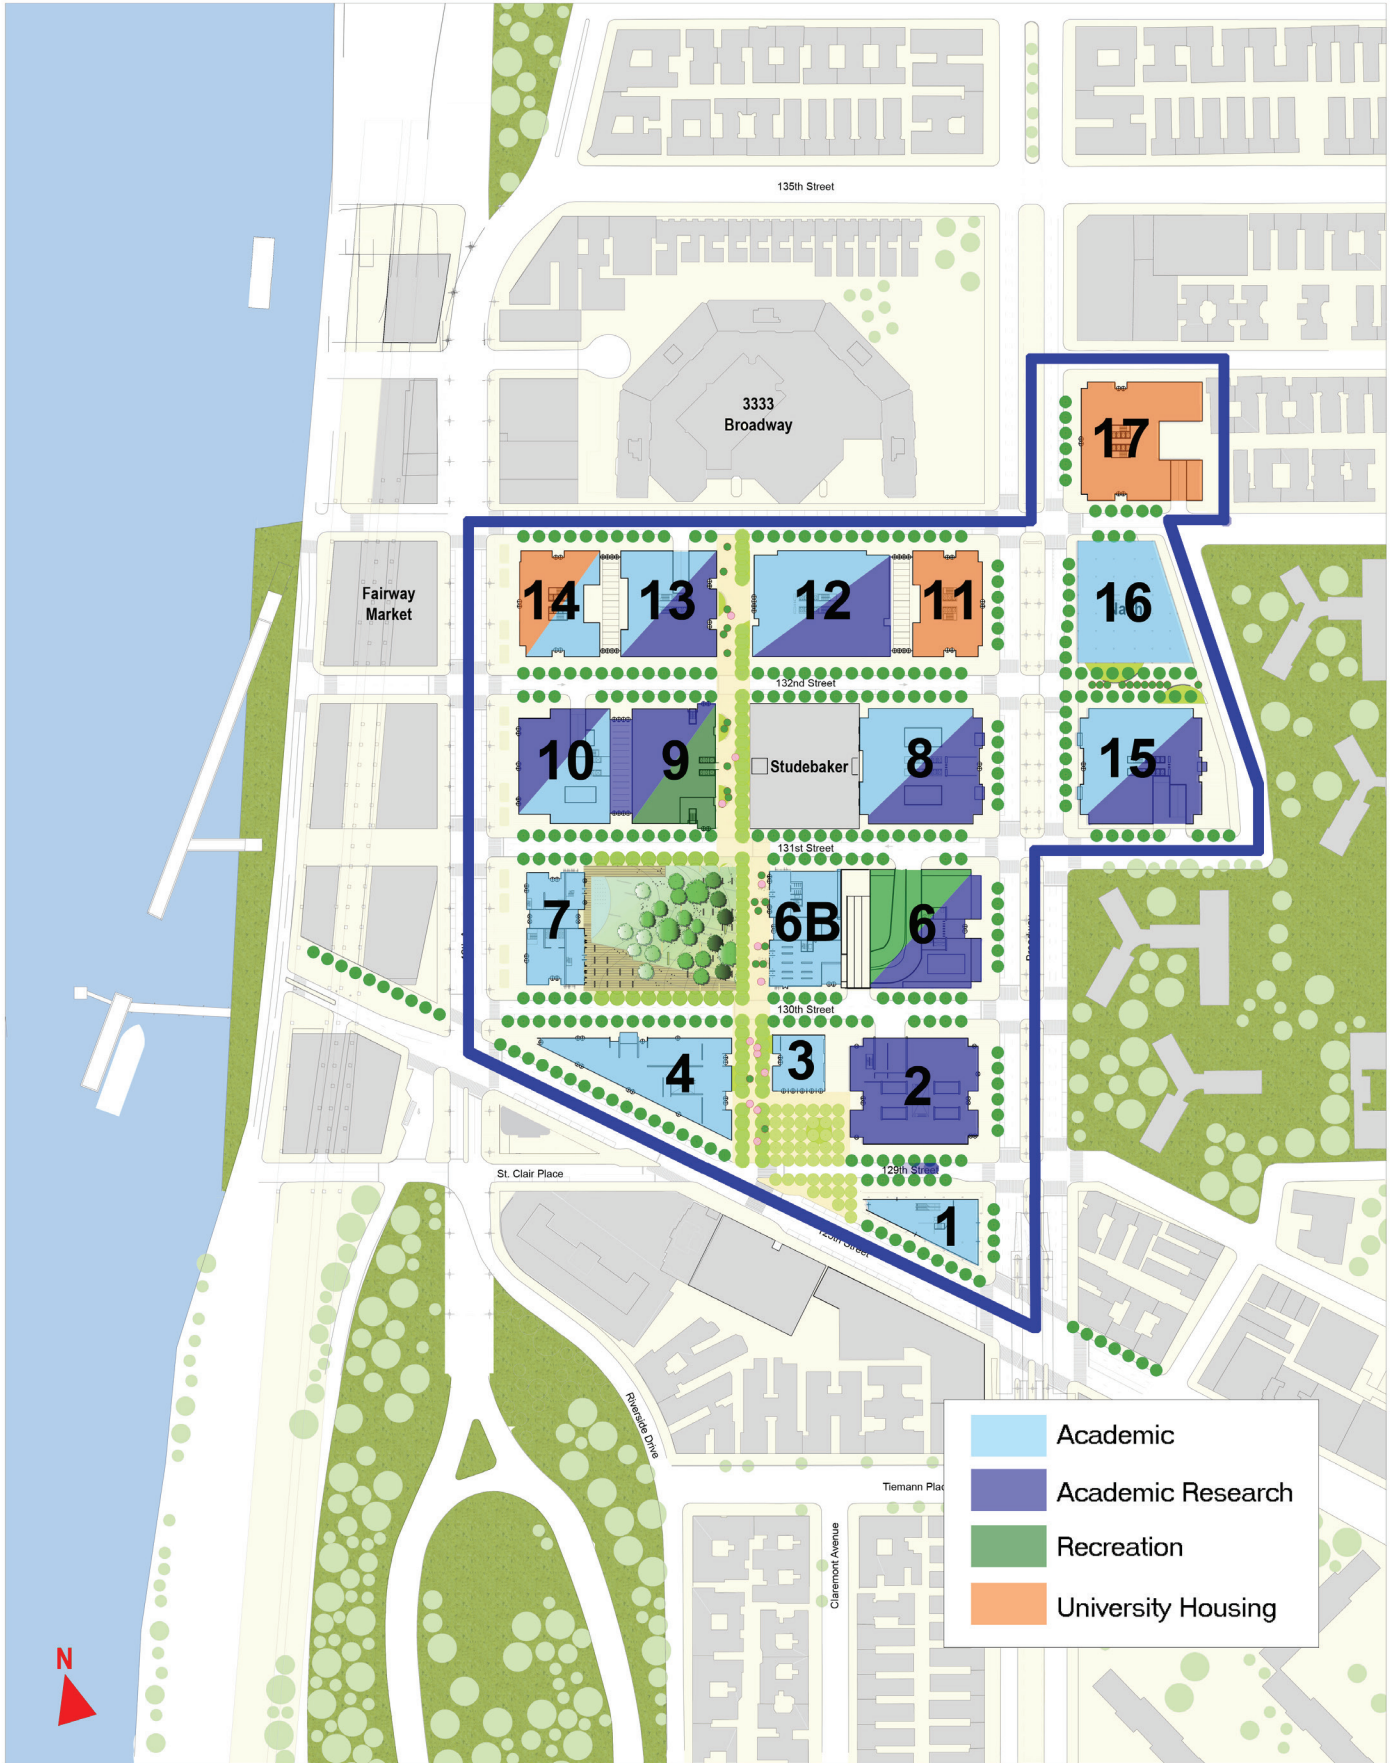 135th Street
3333
Broadway
17
Fairway
Market
14
13
12
11
16
132nd Street
10
9
Studebaker
8
15
131st Street
7
6B
6
130th Street
4
3
2
129th Street
St. Clair Place
1
125th Street
Riverside Drive
Tiemann Plac
Claremont Avenue
Academic
Academic Research
Recreation
University Housing
N